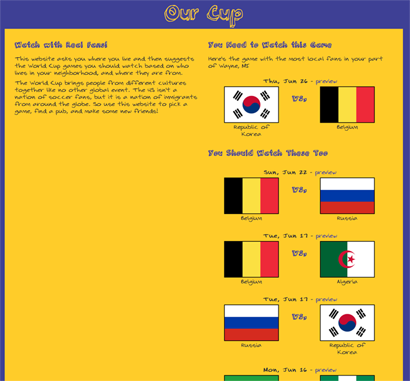 Our Cup
Watch with Real Fans!
This website asks you where you live and then suggests
the World Cup games you should watch based on who
lives in your neighborhood, and where they are from.
The World Cup brings people from different cultures
together like no other global event. The US isn't a
nation of soccer fans, but it is a nation of immigrants
from around the globe. So use this website to pick a
game, find a pub, and make some new friends!
You Need to Watch this Game
Here's the game with the most local fans in your part
of Wayne, MI
Thu, Jun 26 - preview
vs.
Republic of
Korea
Belgium
You Should Watch These Too
Sun, Jun 22 - preview
vs.
Belgium
Russia
Tue, Jun 17 - preview
vs.
Belgium
Algeria
Tue, Jun 17 - preview
vs.
Russia
Republic of
Korea
Mon, Jun 16 - preview